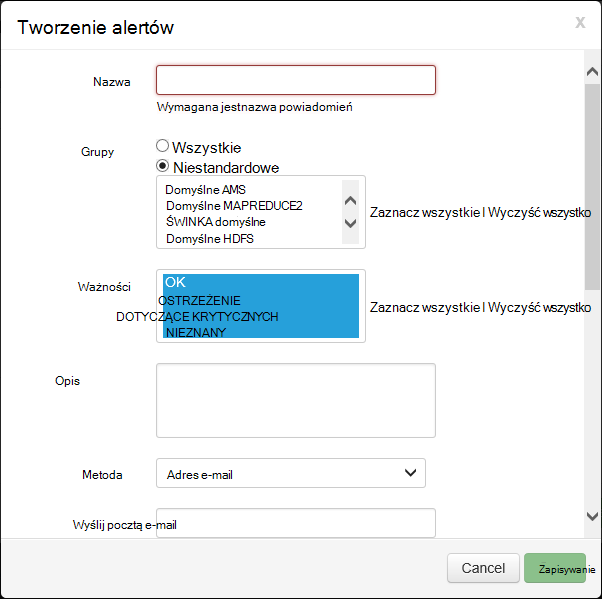 Tworzenie alertów
x
Nazwa
Wymagana jestnazwa powiadomień
Grupy
Wszystkie
Niestandardowe
Domyślne AMS
Domyślne MAPREDUCE2
ŚWINKA domyślne
Domyślne HDFS
Zaznacz wszystkie | Wyczyść wszystko
Ważności
OK
OSTRZEŻENIE
DOTYCZĄCE KRYTYCZNYCH
NIEZNANY
Zaznacz wszystkie | Wyczyść wszystko
Opis
Metoda
Adres e-mail
Wyślij pocztą e-mail
Cancel
Zapisywanie